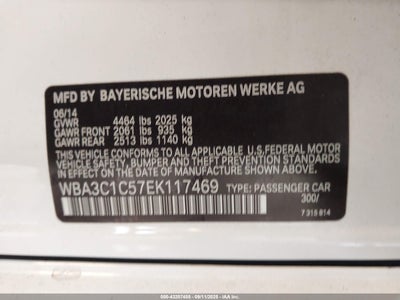 MFD BY BAYERISCHE MOTOREN WERKE AG
06/14
GVWR 4464 lbs 2025 kg
GAWR FRONT 2061 lbs 935 kg
GAWR REAR 2513 lbs 1140 kg
THIS VEHICLE CONFORMS TO ALL APPLICABLE U.S. FEDERAL MOTOR
VEHICLE SAFETY, BUMPER, AND THEFT PREVENTION STANDARDS
IN EFFECT ON THE DATE OF MANUFACTURE SHOWN ABOVE.
WBA3C1C57EK117469 TYPE: PASSENGER CAR
300/
7 315 814